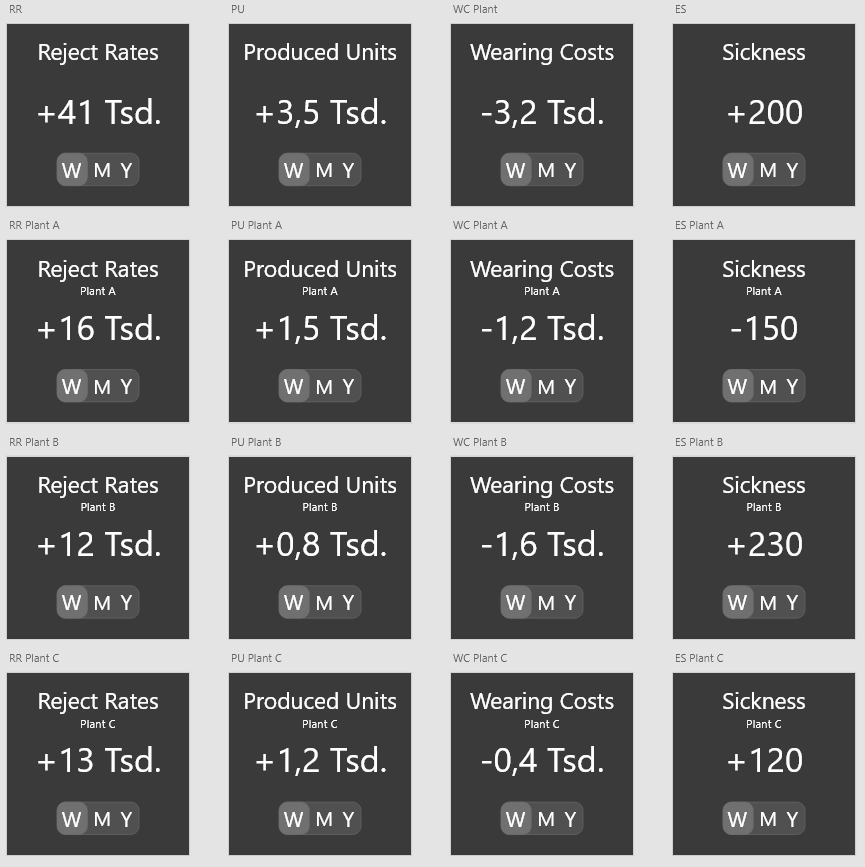 RR
Reject Rates
+41 Tsd.
W M Y
PU
Produced Units
+3,5 Tsd.
W M Y
WC Plant
Wearing Costs
-3,2 Tsd.
W M Y
ES
Sickness
+200
W M Y
RR Plant A
Reject Rates
Plant A
+16 Tsd.
W M Y
PU Plant A
Produced Units
Plant A
+1,5 Tsd.
W M Y
WC Plant A
Wearing Costs
Plant A
-1,2 Tsd.
W M Y
ES Plant A
Sickness
Plant A
-150
W M Y
RR Plant B
Reject Rates
Plant B
+12 Tsd.
W M Y
PU Plant B
Produced Units
Plant B
+0,8 Tsd.
W M Y
WC Plant B
Wearing Costs
Plant B
-1,6 Tsd.
W M Y
ES Plant B
Sickness
Plant B
+230
W M Y
RR Plant C
Reject Rates
Plant C
+13 Tsd.
W M Y
PU Plant C
Produced Units
Plant C
+1,2 Tsd.
W M Y
WC Plant C
Wearing Costs
Plant C
-0,4 Tsd.
W M Y
ES Plant C
Sickness
Plant C
+120
W M Y